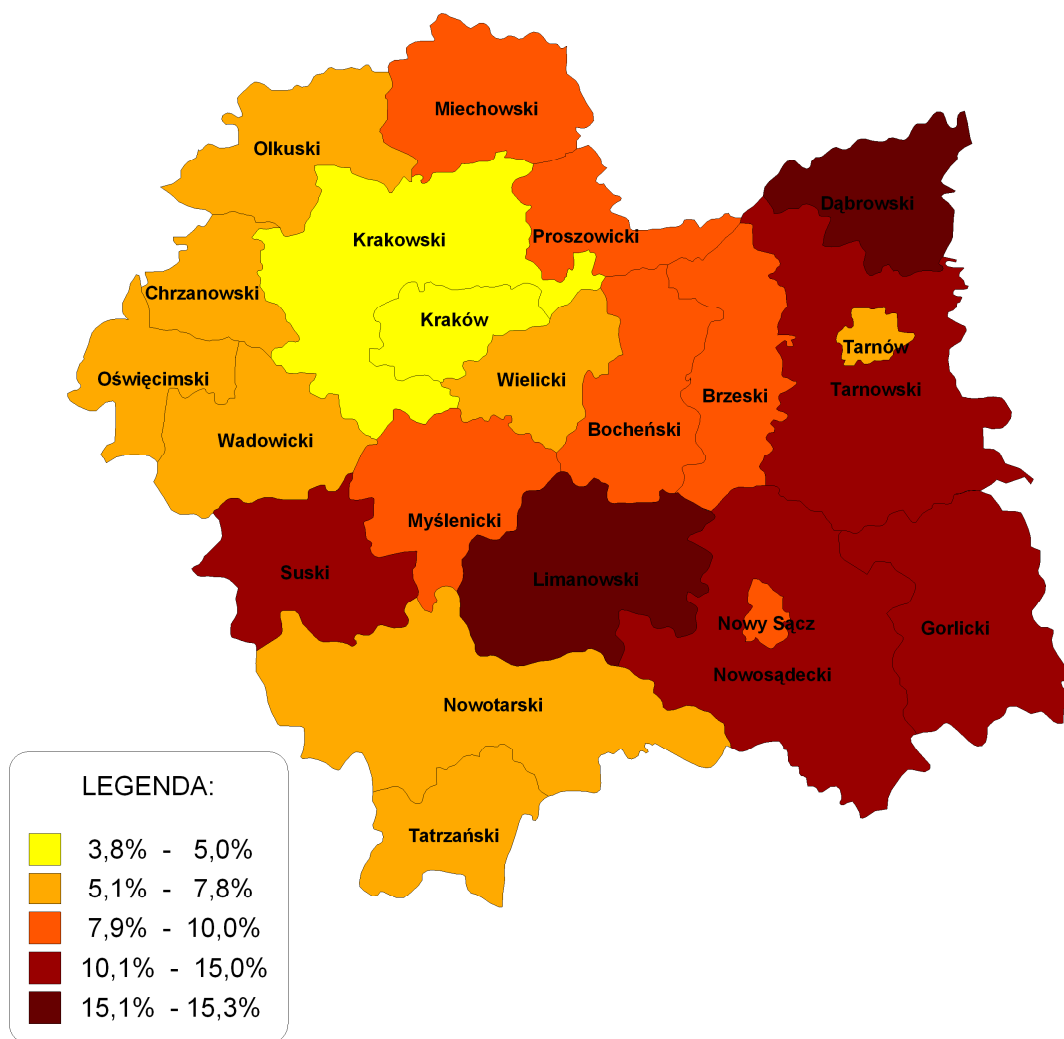 Miechowski
Olkuski
Dąbrowski
Krakowski
Proszowicki
Chrzanowski
Kraków
Tarnów
Oświęcimski
Wielicki
Tarnowski
Brzeski
Wadowicki
Bocheński
Myślenicki
Suski
Limanowski
Nowy Sącz
Gorlicki
Nowosądecki
Nowotarski
Tatrzański
LEGENDA:
3,8% - 5,0%
5,1% - 7,8%
7,9% - 10,0%
10,1% - 15,0%
15,1% - 15,3%